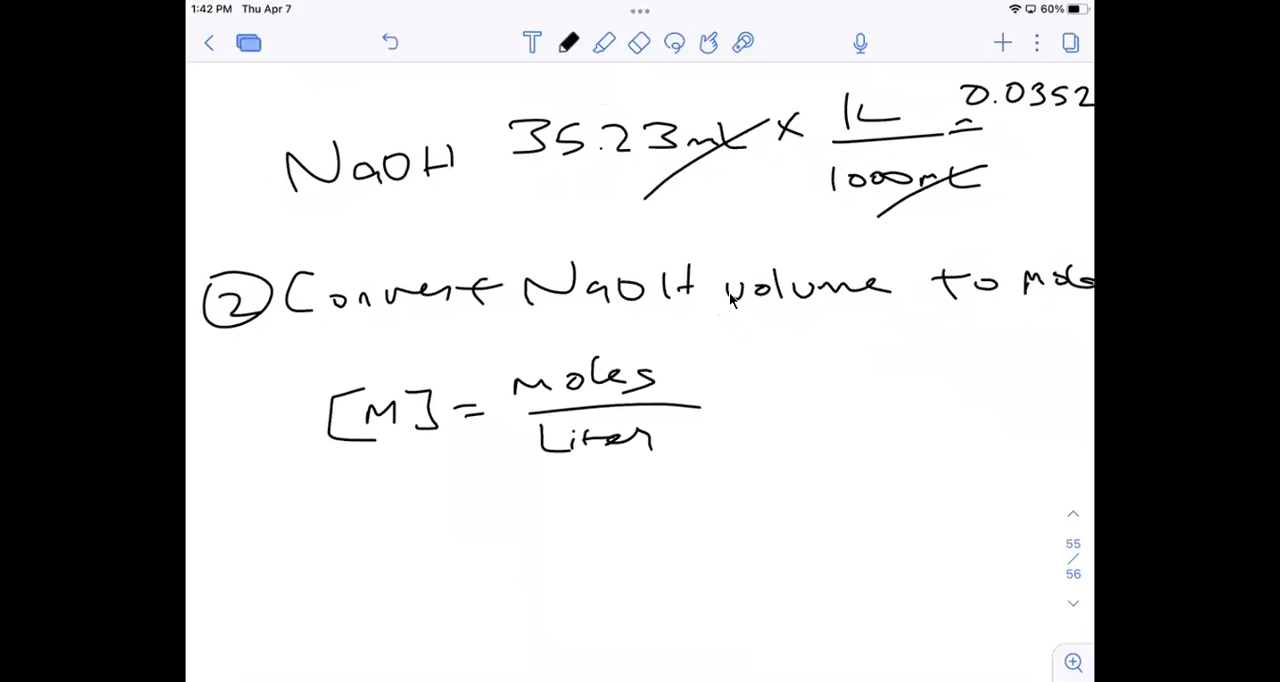 1:42 PM Thu Apr 7 60%
T
NaOH 35.23mL x 1L / 1000mL = 0.0352
② Convert NaOH volume to
[M] = moles / Liter
55
/
56